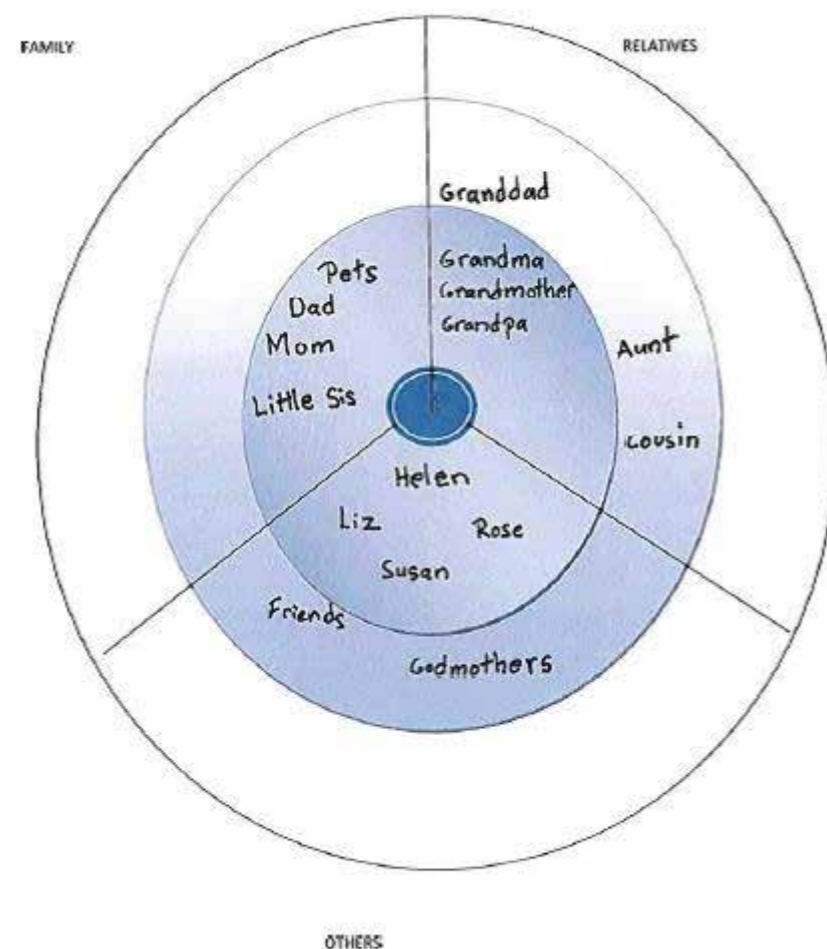 FAMILY
RELATIVES
Granddad
Pets
Dad
Mom
Little Sis
Grandma
Grandmother
Grandpa
Aunt
cousin
Helen
Liz
Rose
Susan
Friends
Godmothers
OTHERS